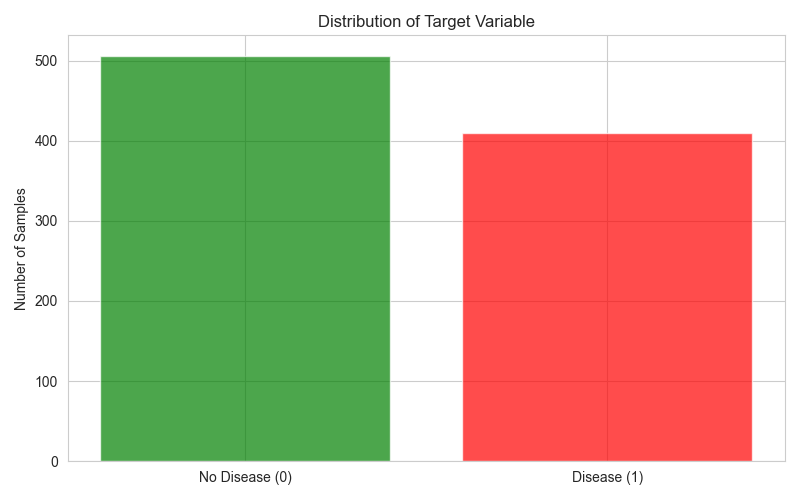 Distribution of Target Variable
Number of Samples
500
400
300
200
100
0
No Disease (0)
Disease (1)